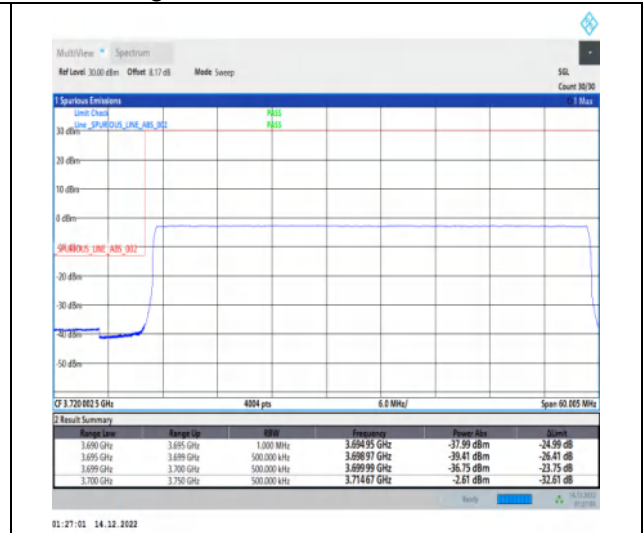 MultiView Spectrum
Ref Level 30.00 dBm Offset 8.17 dB Mode Sweep SGL
Count 30/30
1 Spurious Emissions 1 Max
Limit Check PASS
Line _SPURIOUS_LINE_ABS_002 PASS
30 dBm
20 dBm
10 dBm
0 dBm
_SPURIOUS_LINE_ABS_002
-20 dBm
-30 dBm
-40 dBm
-50 dBm
CF 3.720 002 5 GHz 4004 pts 6.0 MHz/ Span 60.005 MHz
2 Result Summary
Range Low Range Up RBW Frequency Power Abs ΔLimit
3.690 GHz 3.695 GHz 1.000 MHz 3.694 95 GHz -37.99 dBm -24.99 dB
3.695 GHz 3.699 GHz 500.000 kHz 3.698 97 GHz -39.41 dBm -26.41 dB
3.699 GHz 3.700 GHz 500.000 kHz 3.699 99 GHz -36.75 dBm -23.75 dB
3.700 GHz 3.750 GHz 500.000 kHz 3.714 67 GHz -2.61 dBm -32.61 dB
Ready 14.12.2022
01:27:01 14.12.2022